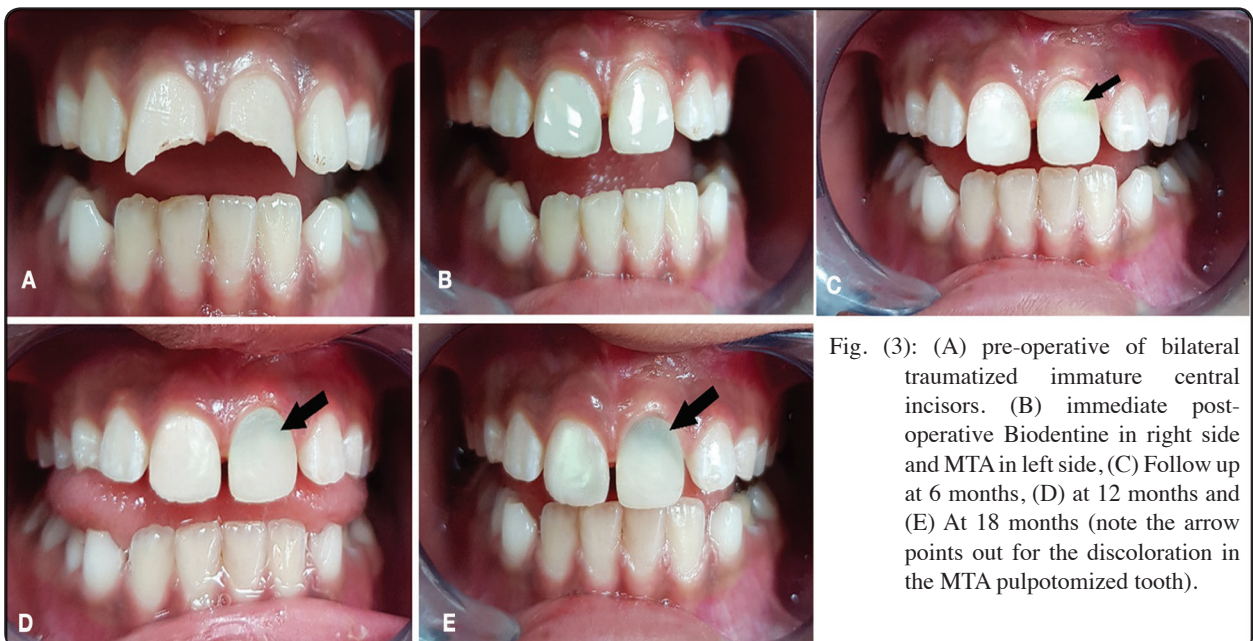 A
B
C
D
E
Fig. (3): (A) pre-operative of bilateral
traumatized immature central
incisors. (B) immediate post-
operative Biodentine in right side
and MTA in left side, (C) Follow up
at 6 months, (D) at 12 months and
(E) At 18 months (note the arrow
points out for the discoloration in
the MTA pulpotomized tooth).